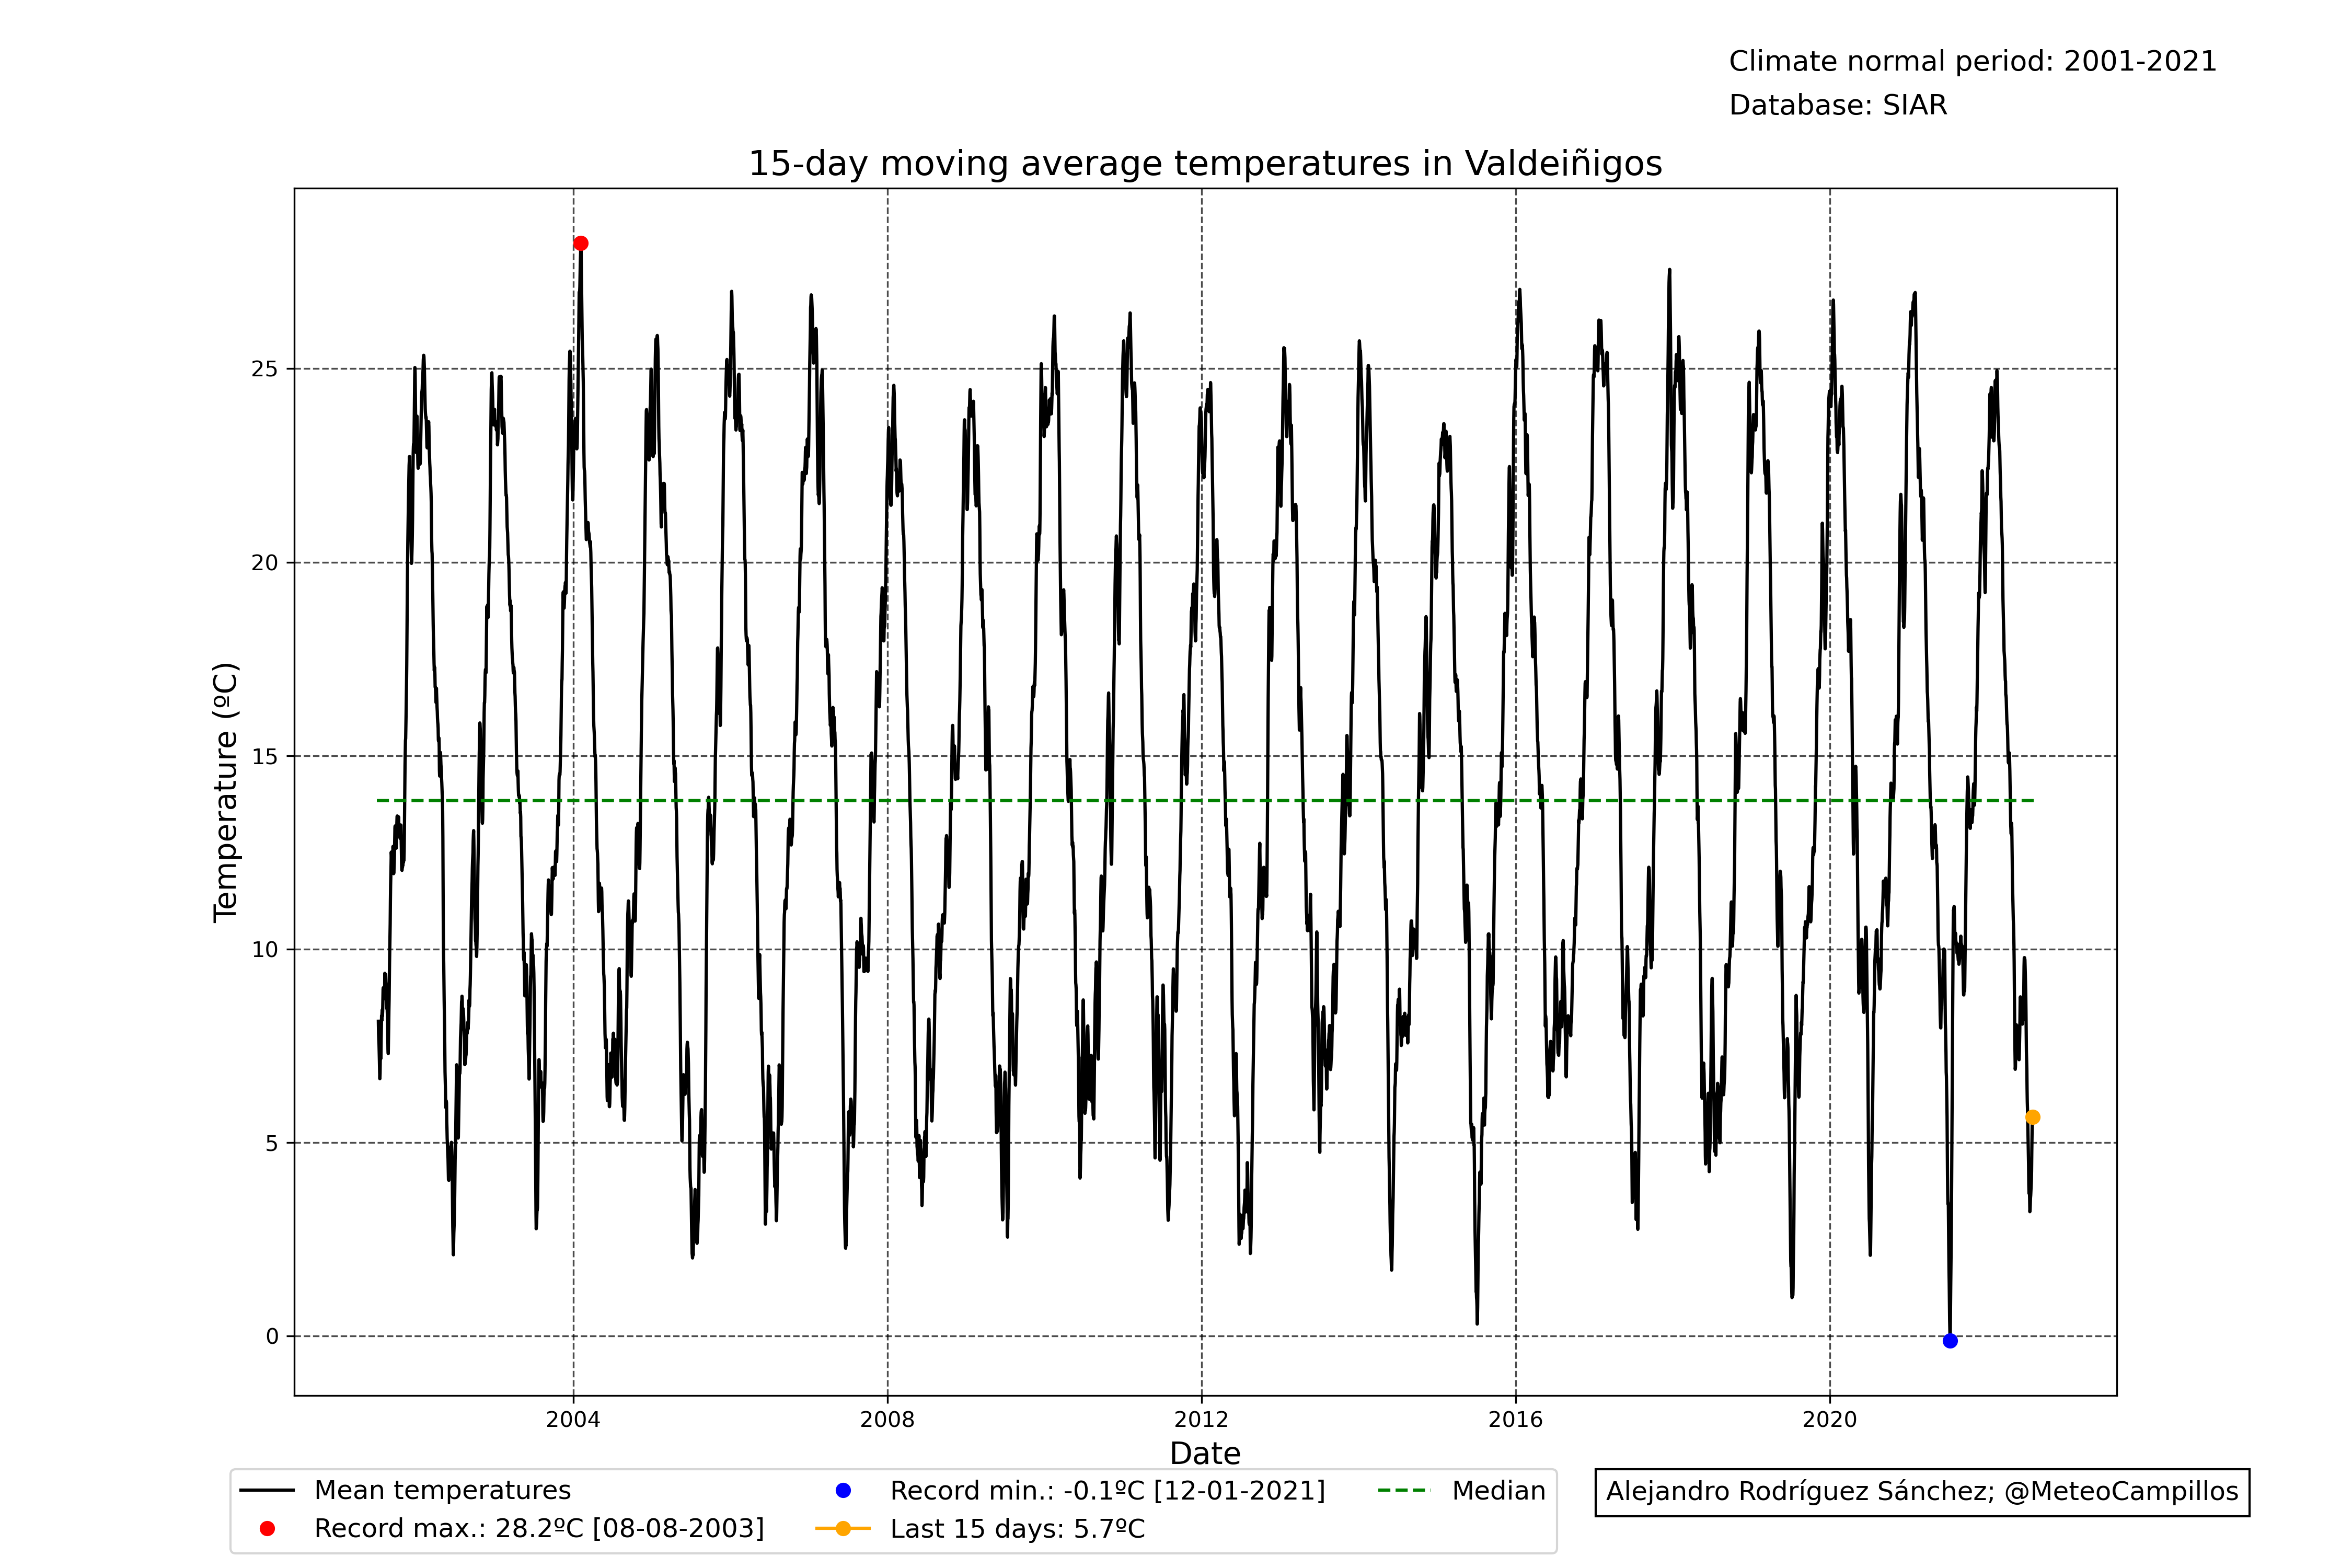 Climate normal period: 2001-2021
Database: SIAR
15-day moving average temperatures in Valdeiñigos
Temperature (ºC)
25
20
15
10
5
0
2004 2008 2012 2016 2020
Date
Mean temperatures
Record max.: 28.2ºC [08-08-2003]
Record min.: -0.1ºC [12-01-2021]
Last 15 days: 5.7ºC
Median
Alejandro Rodríguez Sánchez; @MeteoCampillos